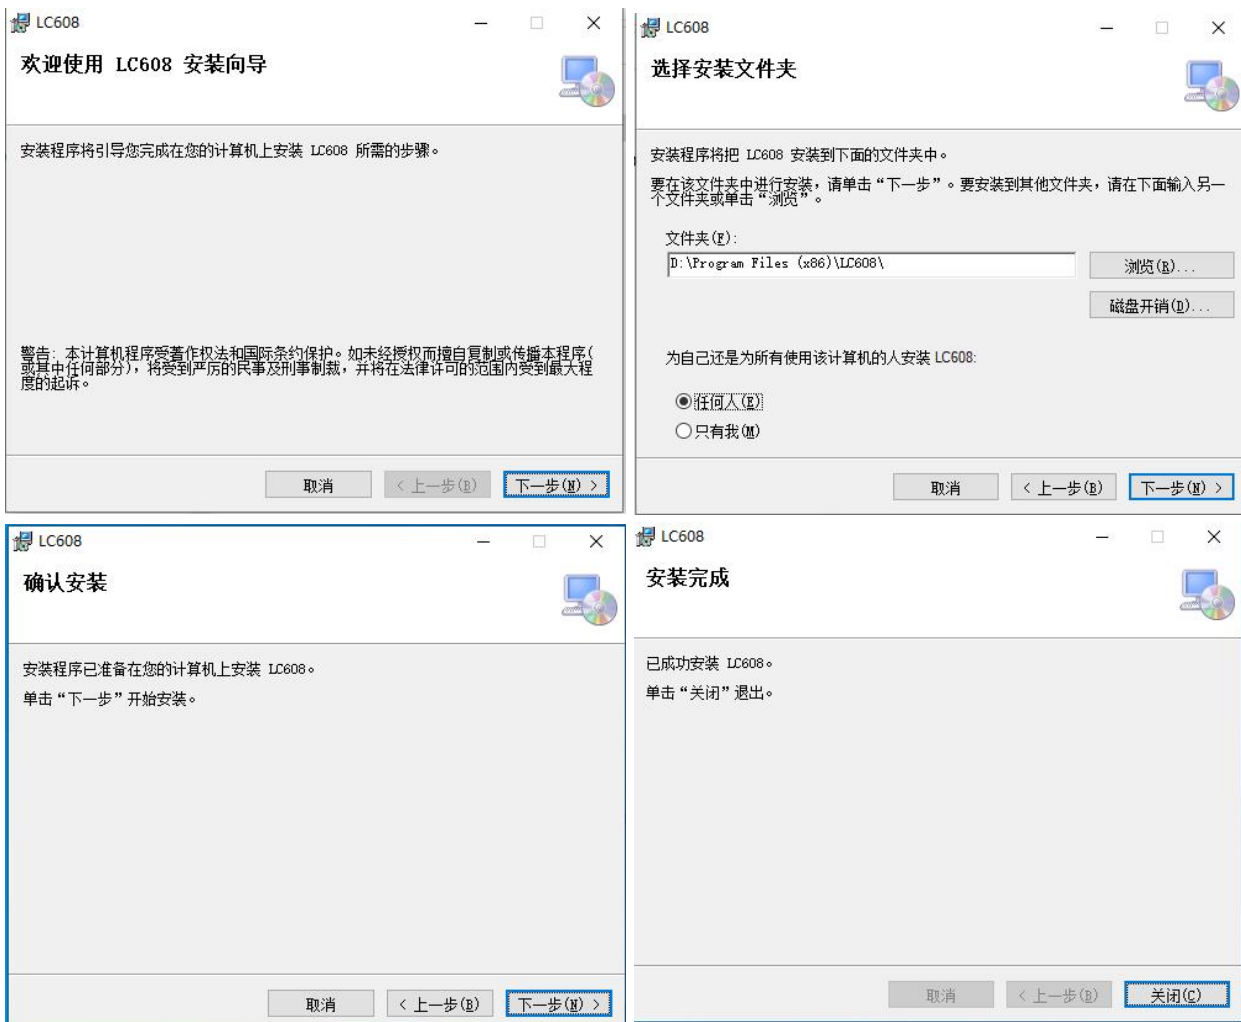 LC608
欢迎使用 LC608 安装向导
安装程序将引导您完成在您的计算机上安装 LC608 所需的步骤。
警告: 本计算机程序受著作权法和国际条约保护。如未经授权而擅自复制或传播本程序(
或其中任何部分),将受到严厉的民事及刑事制裁,并将在法律许可的范围内受到最大程
度的起诉。
取消
< 上一步(B)
下一步(N) >
LC608
选择安装文件夹
安装程序将把 LC608 安装到下面的文件夹中。
要在该文件夹中进行安装,请单击“下一步”。要安装到其他文件夹,请在下面输入另一
个文件夹或单击“浏览”。
文件夹(F):
D:\Program Files (x86)\LC608\
浏览(R)...
磁盘开销(D)...
为自己还是为所有使用该计算机的人安装 LC608:
任何人(E)
只有我(M)
取消
< 上一步(B)
下一步(N) >
LC608
确认安装
安装程序已准备在您的计算机上安装 LC608。
单击“下一步”开始安装。
取消
< 上一步(B)
下一步(N) >
LC608
安装完成
已成功安装 LC608。
单击“关闭”退出。
取消
< 上一步(B)
关闭(C)